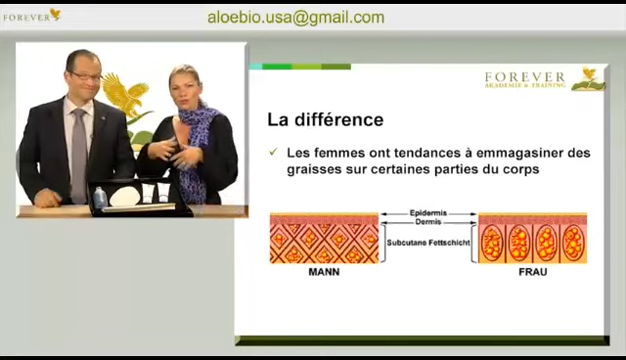 FOREVER
aloebio.usa@gmail.com
FOREVER
AKADEMIE & TRAINING
La différence
✓ Les femmes ont tendances à emmagasiner des
graisses sur certaines parties du corps
Epidermis
Dermis
Subcutane Fettschicht
MANN
FRAU